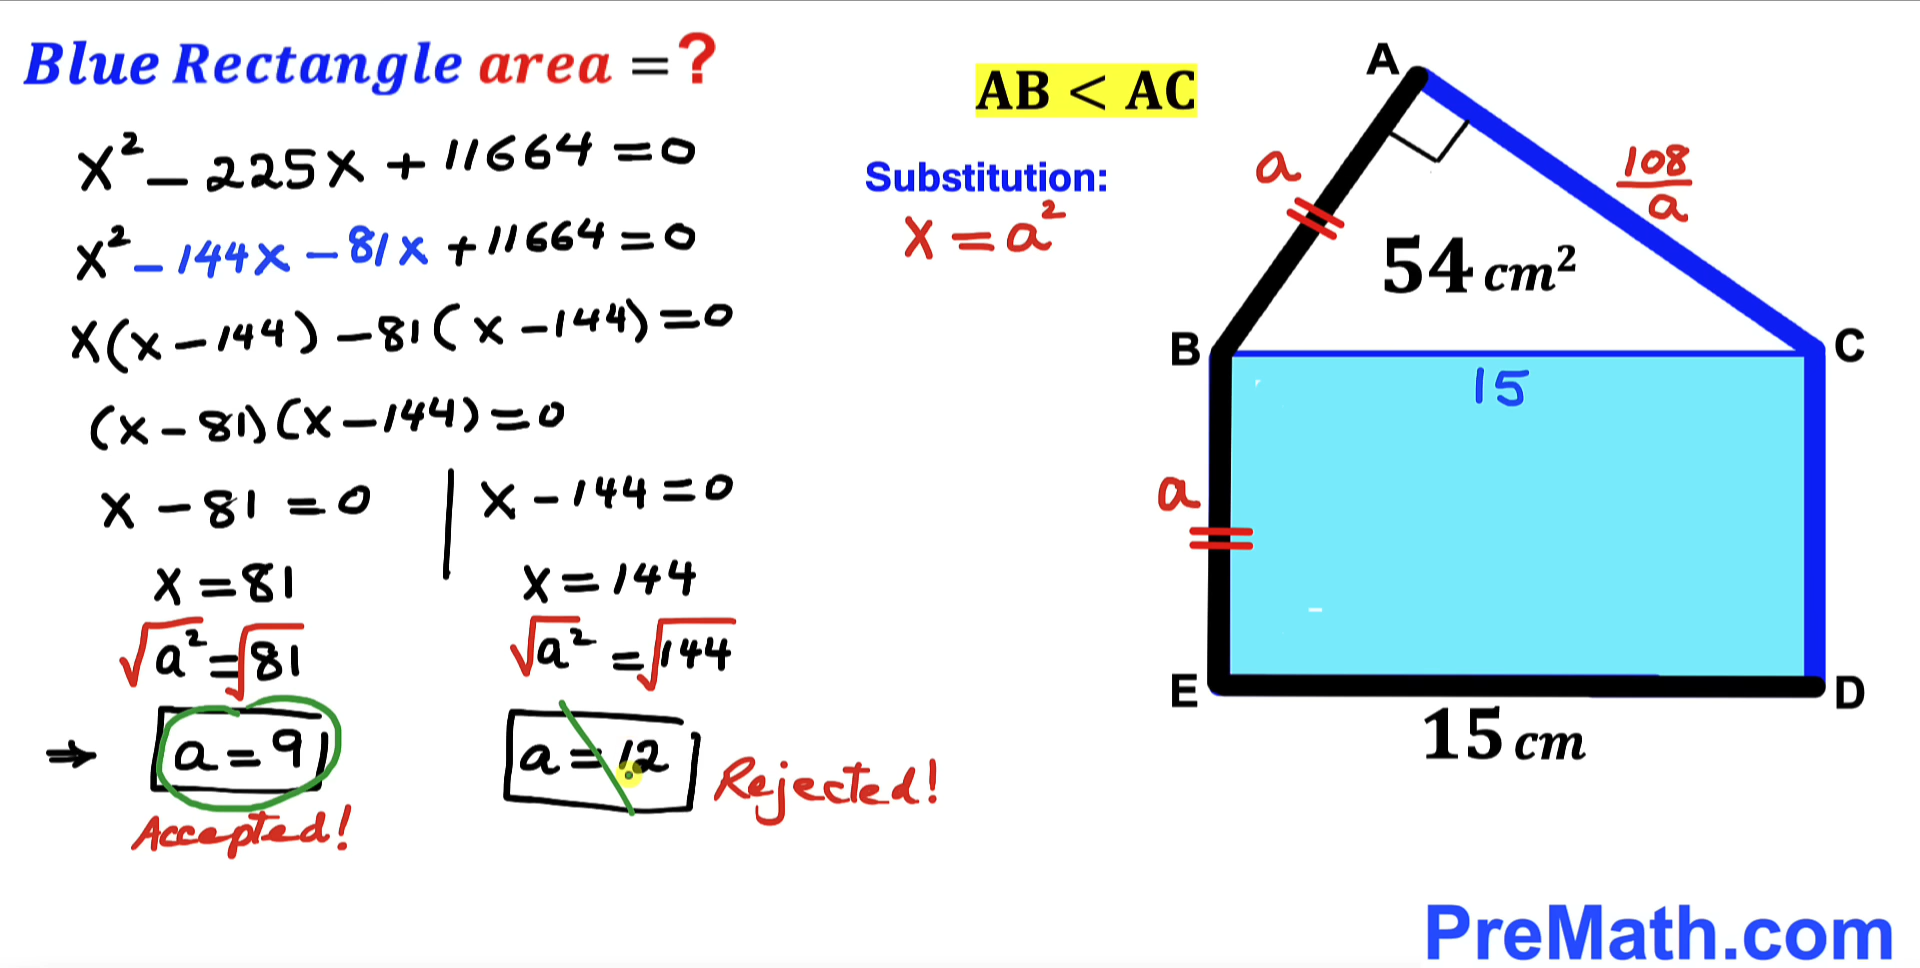 Blue Rectangle area = ?
x² - 225x + 11664 = 0
x² - 144x - 81x + 11664 = 0
x(x - 144) - 81(x - 144) = 0
(x - 81)(x - 144) = 0
x - 81 = 0 | x - 144 = 0
x = 81
x = 144
√a² = √81
√a² = √144
⇒ a = 9
a = 12
Accepted!
Rejected!
AB < AC
Substitution:
x = a²
A
a
108/a
54 cm²
B
C
15
a
E
D
15 cm
PreMath.com